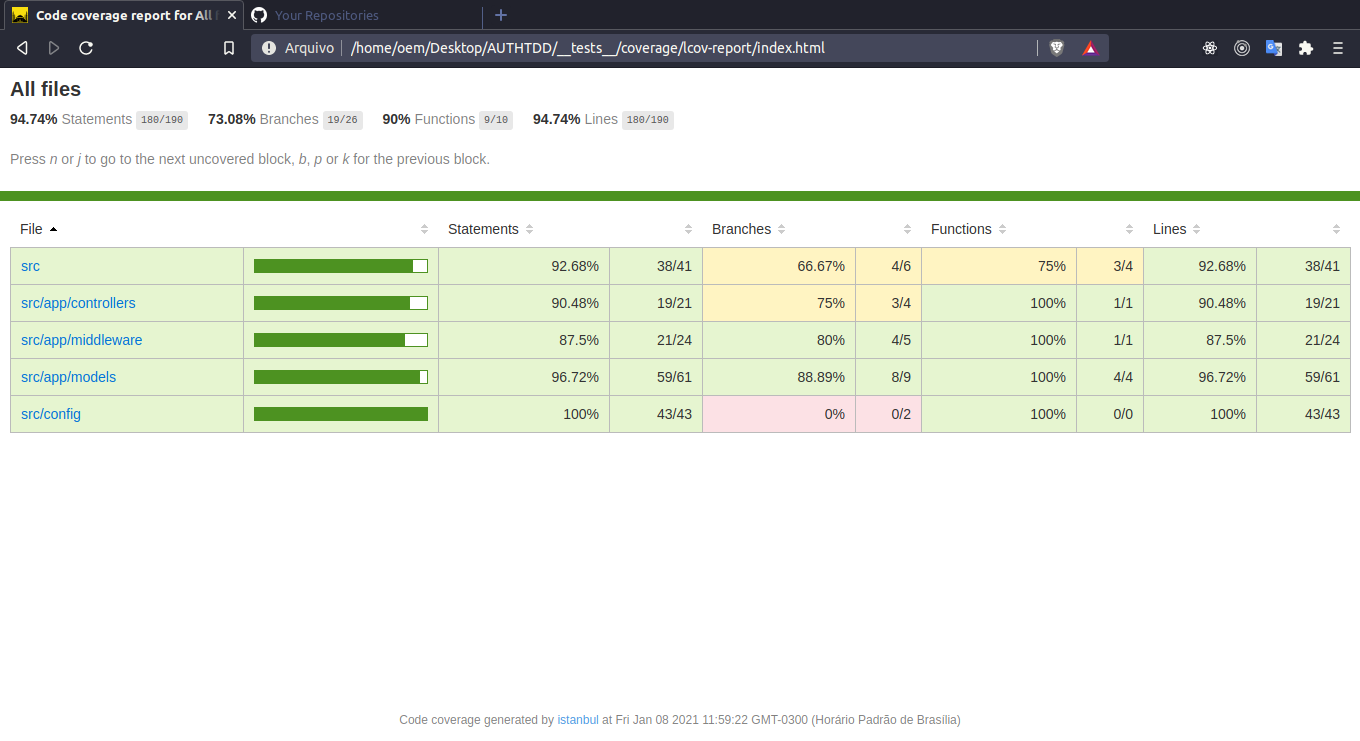 Code coverage report for All f
Your Repositories
Arquivo /home/oem/Desktop/AUTHTDD/__tests__/coverage/lcov-report/index.html
All files
94.74% Statements 180/190 73.08% Branches 19/26 90% Functions 9/10 94.74% Lines 180/190
Press n or j to go to the next uncovered block, b, p or k for the previous block.
File Statements Branches Functions Lines
src 92.68% 38/41 66.67% 4/6 75% 3/4 92.68% 38/41
src/app/controllers 90.48% 19/21 75% 3/4 100% 1/1 90.48% 19/21
src/app/middleware 87.5% 21/24 80% 4/5 100% 1/1 87.5% 21/24
src/app/models 96.72% 59/61 88.89% 8/9 100% 4/4 96.72% 59/61
src/config 100% 43/43 0% 0/2 100% 0/0 100% 43/43
Code coverage generated by istanbul at Fri Jan 08 2021 11:59:22 GMT-0300 (Horário Padrão de Brasília)